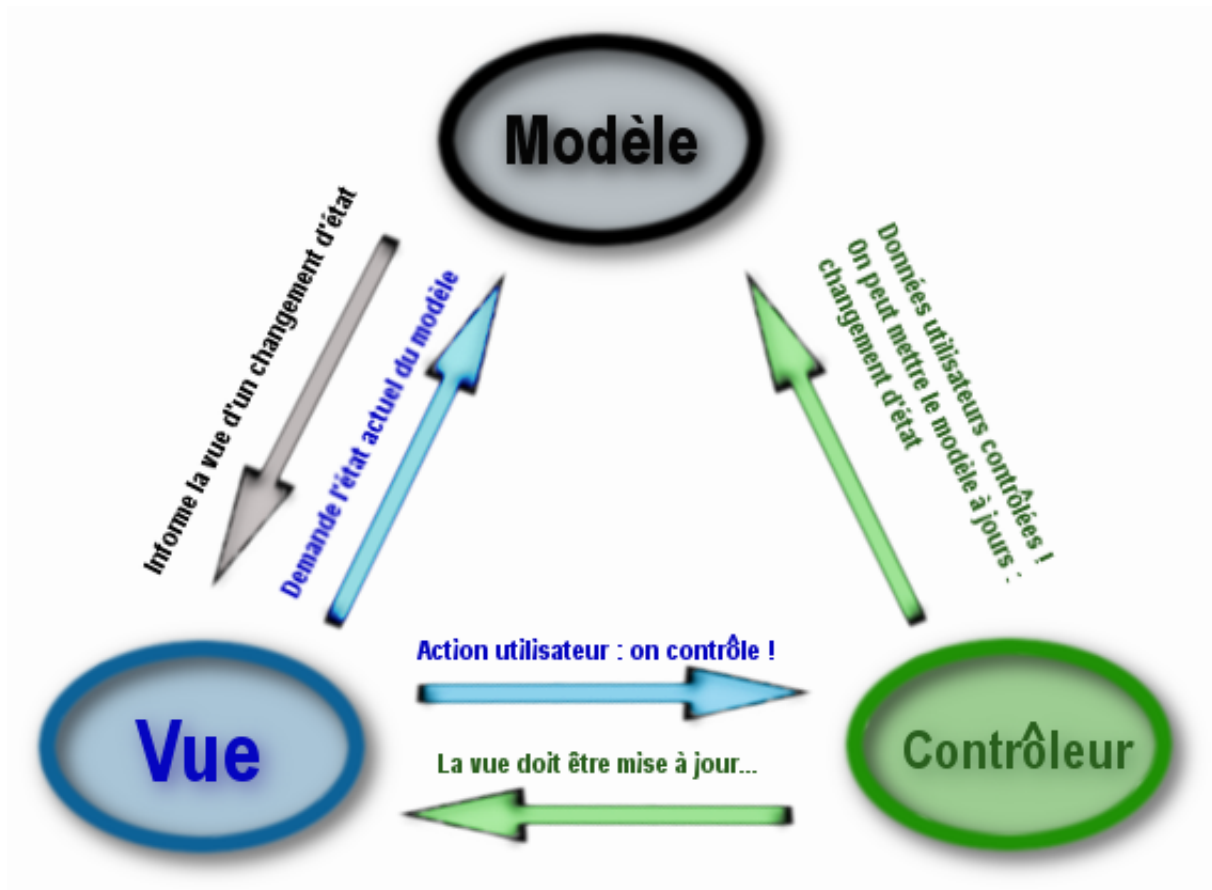 Modèle
Informe la vue d'un changement d'état
Demande l'état actuel du modèle
Données utilisateurs contrôlées !
On peut mettre le modèle à jours :
changement d'état
Action utilisateur : on contrôle !
Vue
La vue doit être mise à jour...
Contrôleur